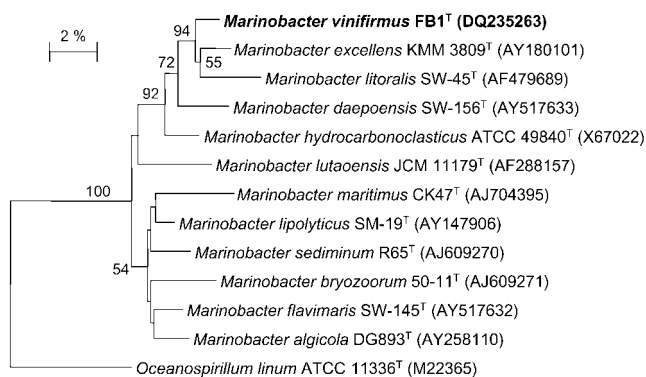 Marinobacter vinifirmus FB1ᵀ (DQ235263)
2 %
94
Marinobacter excellens KMM 3809ᵀ (AY180101)
72
55
Marinobacter litoralis SW-45ᵀ (AF479689)
92
Marinobacter daepoensis SW-156ᵀ (AY517633)
Marinobacter hydrocarbonoclasticus ATCC 49840ᵀ (X67022)
Marinobacter lutaoensis JCM 11179ᵀ (AF288157)
100
Marinobacter maritimus CK47ᵀ (AJ704395)
Marinobacter lipolyticus SM-19ᵀ (AY147906)
Marinobacter sediminum R65ᵀ (AJ609270)
54
Marinobacter bryozoorum 50-11ᵀ (AJ609271)
Marinobacter flavimaris SW-145ᵀ (AY517632)
Marinobacter algicola DG893ᵀ (AY258110)
Oceanospirillum linum ATCC 11336ᵀ (M22365)